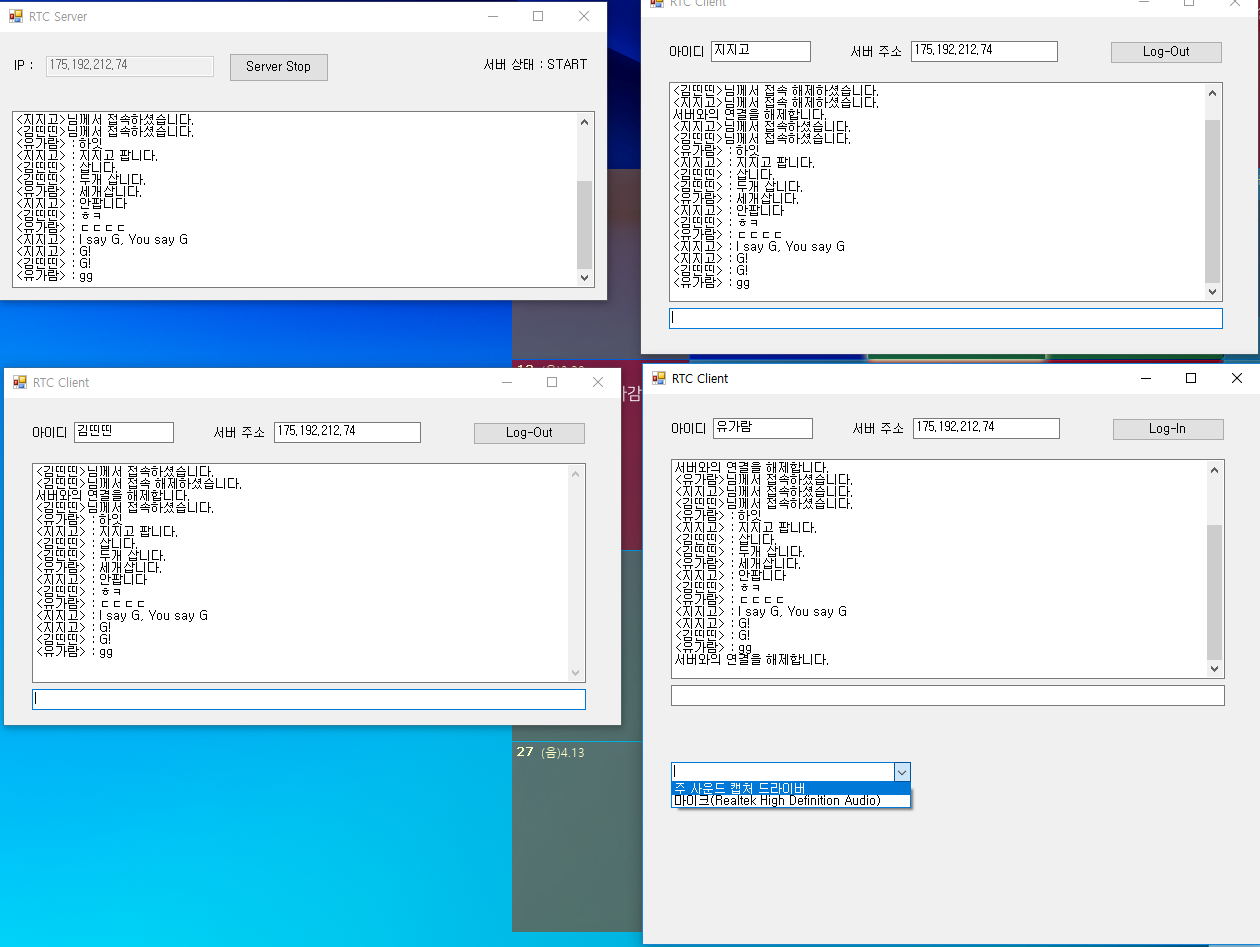 RTC Server
IP : 175,192,212,74 Server Stop 서버 상태 : START
<지지고>님께서 접속하셨습니다.
<김띤띤>님께서 접속하셨습니다.
<유가람> : 하잇
<지지고> : 지지고 팝니다.
<김띤띤> : 삽니다.
<김띤띤> : 두개 삽니다.
<유가람> : 세개삽니다.
<지지고> : 안팝니다
<김띤띤> : ㅎㅋ
<유가람> : ㄷㄷㄷㄷ
<지지고> : I say G, You say G
<지지고> : G!
<김띤띤> : G!
<유가람> : gg
RTC Client
아이디 지지고 서버 주소 175,192,212,74 Log-Out
<김띤띤>님께서 접속 해제하셨습니다.
<지지고>님께서 접속 해제하셨습니다.
서버와의 연결을 해제합니다.
<지지고>님께서 접속하셨습니다.
<김띤띤>님께서 접속하셨습니다.
<유가람> : 하잇
<지지고> : 지지고 팝니다.
<김띤띤> : 삽니다.
<김띤띤> : 두개 삽니다.
<유가람> : 세개삽니다.
<지지고> : 안팝니다
<김띤띤> : ㅎㅋ
<유가람> : ㄷㄷㄷㄷ
<지지고> : I say G, You say G
<지지고> : G!
<김띤띤> : G!
<유가람> : gg
RTC Client
아이디 김띤띤 서버 주소 175,192,212,74 Log-Out
<김띤띤>님께서 접속하셨습니다.
<김띤띤>님께서 접속 해제하셨습니다.
서버와의 연결을 해제합니다.
<김띤띤>님께서 접속하셨습니다.
<유가람> : 하잇
<지지고> : 지지고 팝니다.
<김띤띤> : 삽니다.
<김띤띤> : 두개 삽니다.
<유가람> : 세개삽니다.
<지지고> : 안팝니다
<김띤띤> : ㅎㅋ
<유가람> : ㄷㄷㄷㄷ
<지지고> : I say G, You say G
<지지고> : G!
<김띤띤> : G!
<유가람> : gg
RTC Client
아이디 유가람 서버 주소 175,192,212,74 Log-In
서버와의 연결을 해제합니다.
<유가람>님께서 접속하셨습니다.
<지지고>님께서 접속하셨습니다.
<김띤띤>님께서 접속하셨습니다.
<유가람> : 하잇
<지지고> : 지지고 팝니다.
<김띤띤> : 삽니다.
<김띤띤> : 두개 삽니다.
<유가람> : 세개삽니다.
<지지고> : 안팝니다
<김띤띤> : ㅎㅋ
<유가람> : ㄷㄷㄷㄷ
<지지고> : I say G, You say G
<지지고> : G!
<김띤띤> : G!
<유가람> : gg
서버와의 연결을 해제합니다.
주 사운드 캡처 드라이버
마이크(Realtek High Definition Audio)
27 (음)4.13